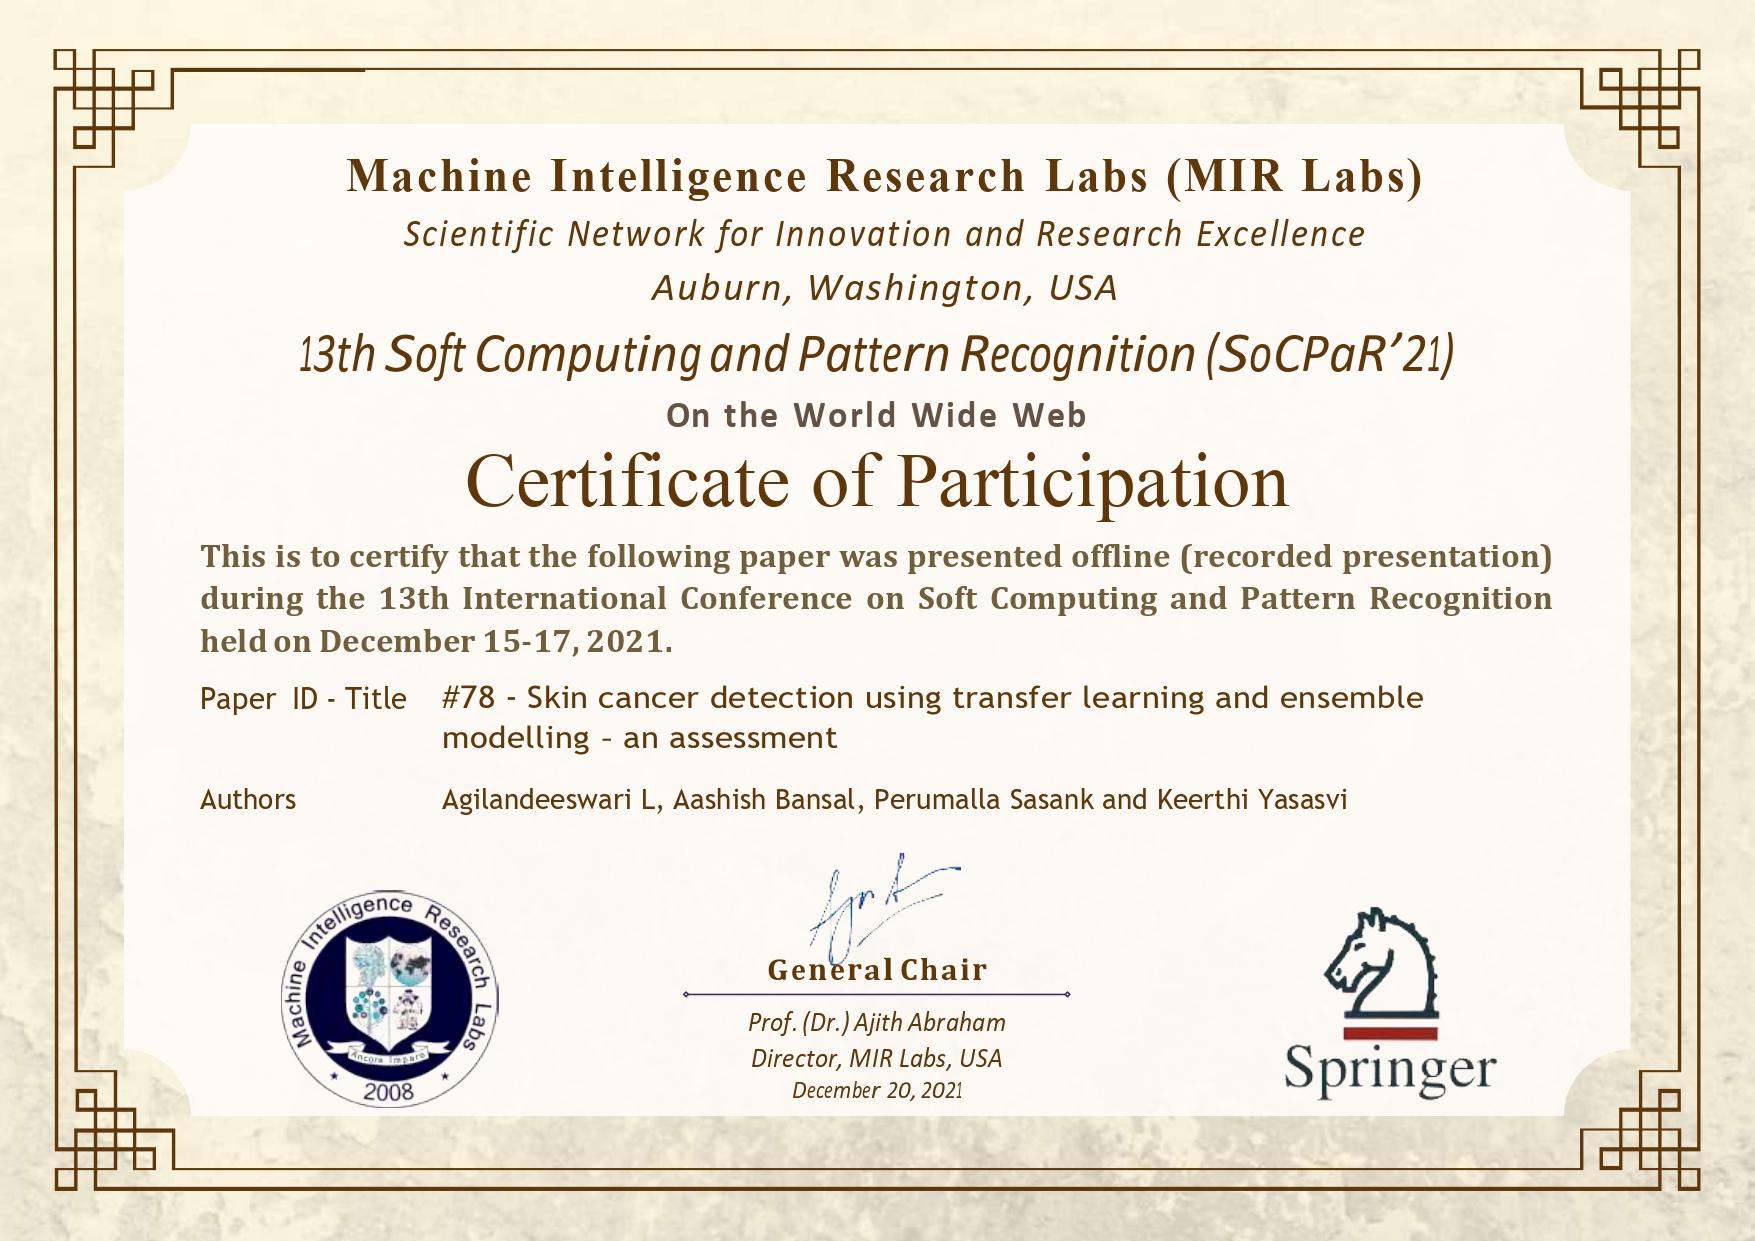 Machine Intelligence Research Labs (MIR Labs)
Scientific Network for Innovation and Research Excellence
Auburn, Washington, USA
13th Soft Computing and Pattern Recognition (SoCPaR’21)
On the World Wide Web
Certificate of Participation
This is to certify that the following paper was presented offline (recorded presentation)
during the 13th International Conference on Soft Computing and Pattern Recognition
held on December 15-17, 2021.
Paper ID - Title #78 - Skin cancer detection using transfer learning and ensemble
modelling – an assessment
Authors Agilandeeswari L, Aashish Bansal, Perumalla Sasank and Keerthi Yasasvi
Machine Intelligence Research Labs
Ancora Imparo
2008
General Chair
Prof. (Dr.) Ajith Abraham
Director, MIR Labs, USA
December 20, 2021
Springer